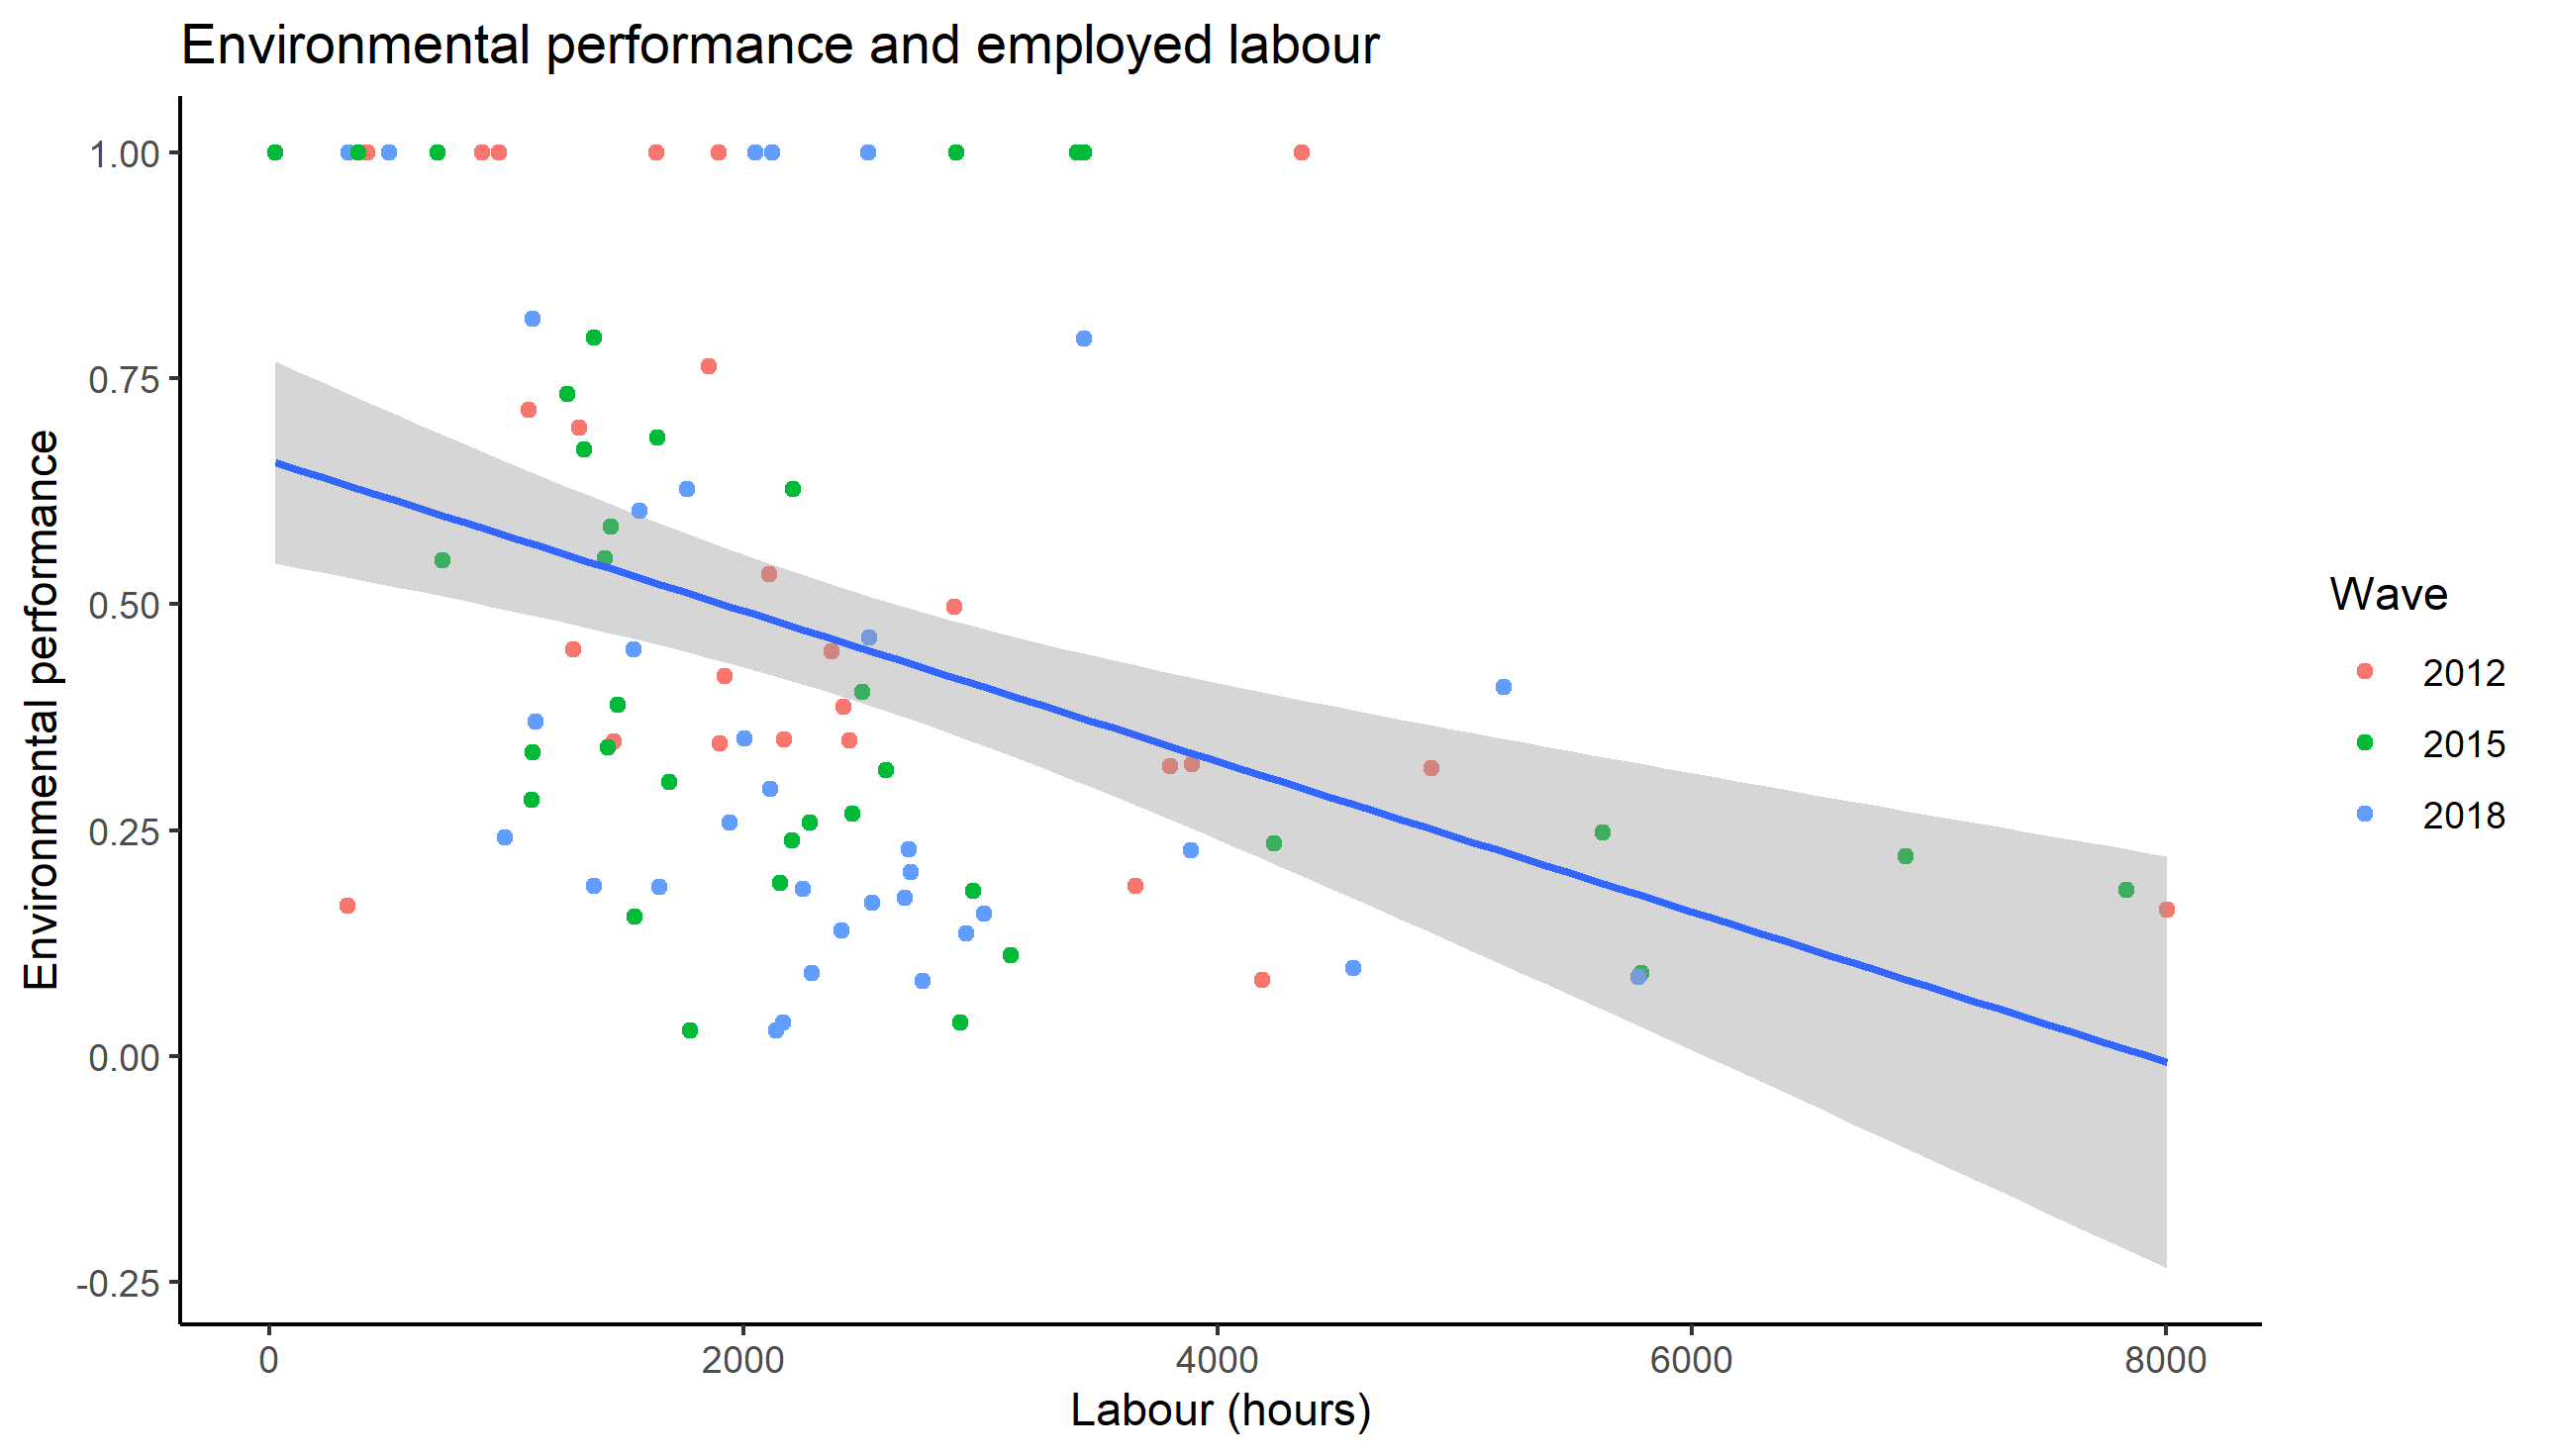 Environmental performance and employed labour
1.00
0.75
0.50
0.25
0.00
-0.25
Environmental performance
0 2000 4000 6000 8000
Labour (hours)
Wave
2012
2015
2018